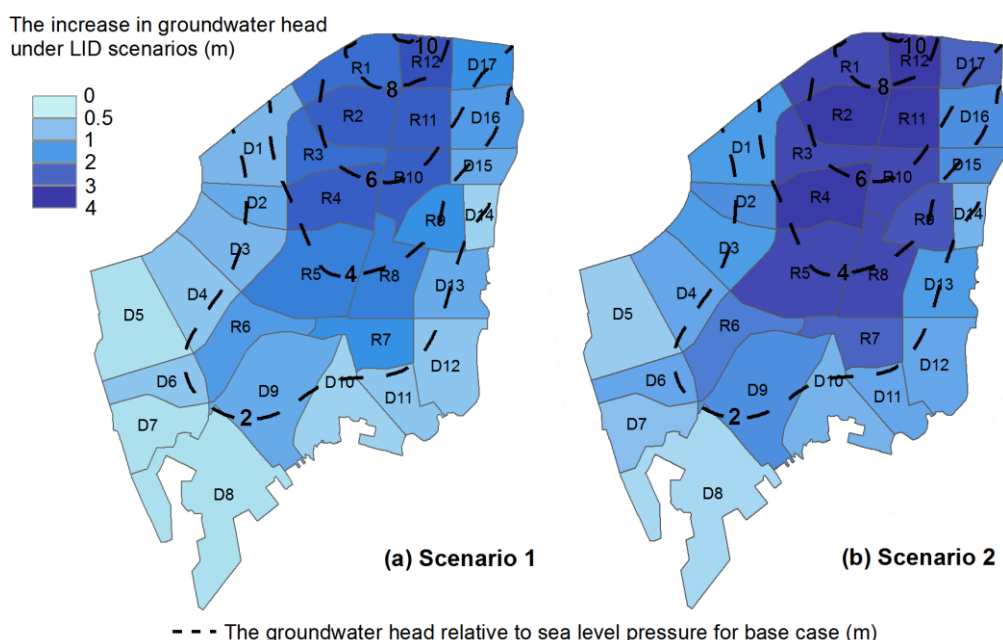 The increase in groundwater head
under LID scenarios (m)
0
0.5
1
2
3
4
10
R1
R12
D17
8
R2
R11
D16
D1
R3
6
R10
D15
R4
D2
R9
D14
D3
R5
4
R8
D13
D4
D5
R6
R7
D12
D6
D9
D10
D11
D7
2
D8
(a) Scenario 1
10
R1
R12
D17
8
R2
R11
D16
D1
R3
6
R10
D15
R4
D2
R9
D14
D3
R5
4
R8
D13
D4
D5
R6
R7
D12
D6
D9
D10
D11
D7
2
D8
(b) Scenario 2
The groundwater head relative to sea level pressure for base case (m)